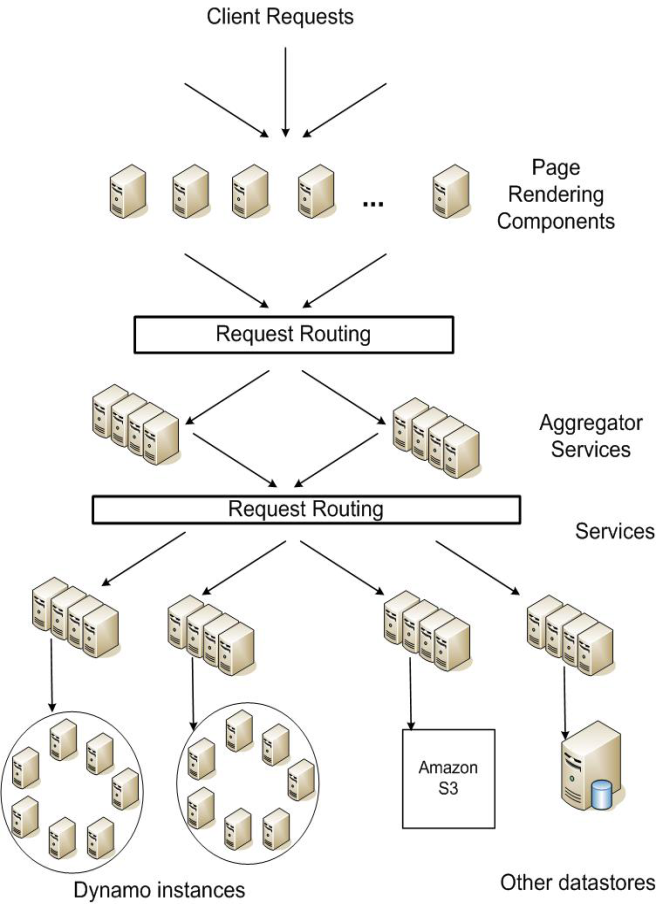 Client Requests
Page
Rendering
Components
...
Request Routing
Aggregator
Services
Request Routing
Services
Amazon
S3
Dynamo instances
Other datastores